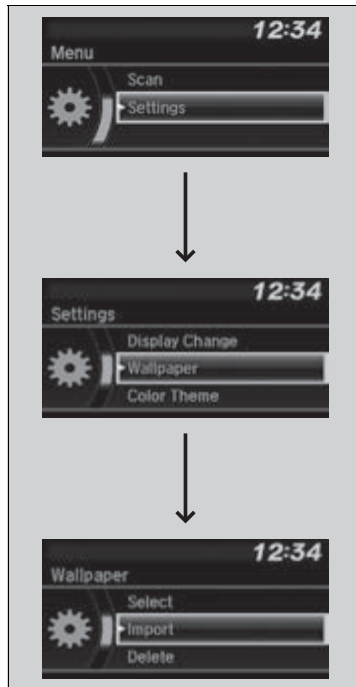 12:34
Menu
Scan
Settings
12:34
Settings
Display Change
Wallpaper
Color Theme
12:34
Wallpaper
Select
Import
Delete